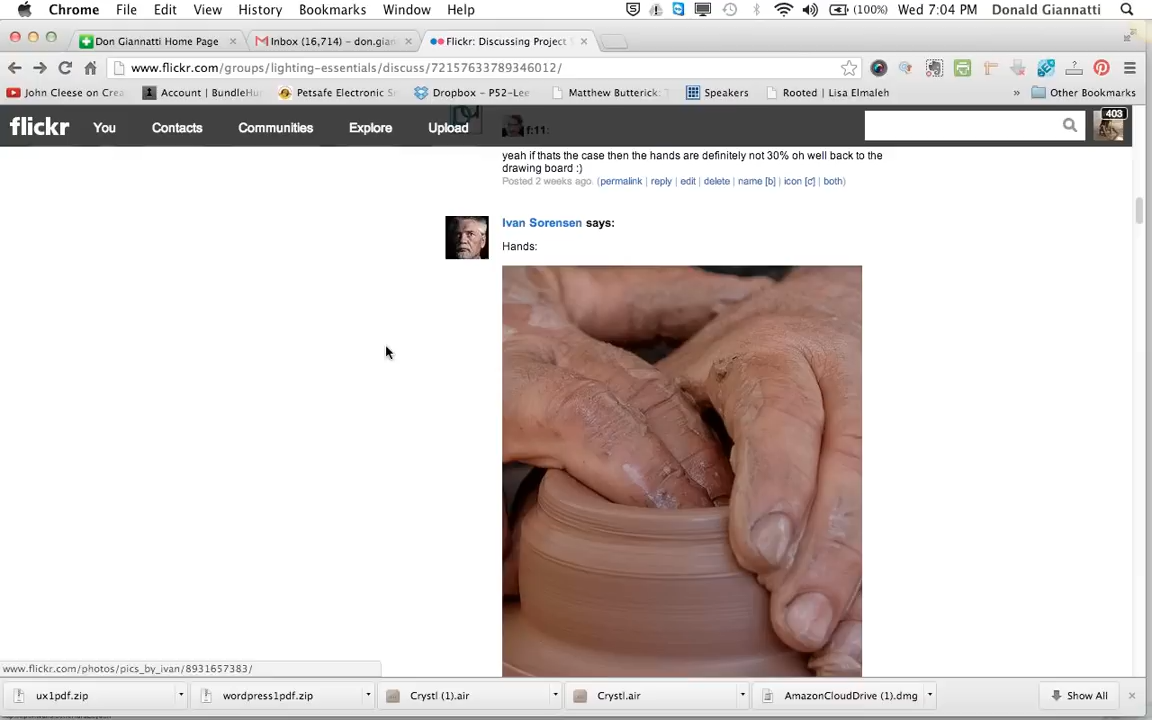 Chrome File Edit View History Bookmarks Window Help (100%) Wed 7:04 PM Donald Giannatti
Don Giannatti Home Page Inbox (16,714) – don.gian Flickr: Discussing Project
www.flickr.com/groups/lighting-essentials/discuss/72157633789346012/
John Cleese on Crea Account | BundleHu Petsafe Electronic S Dropbox – P52-Lee Matthew Butterick: Speakers Rooted | Lisa Elmaleh » Other Bookmarks
flickr You Contacts Communities Explore Upload 403
f:11:
yeah if thats the case then the hands are definitely not 30% oh well back to the
drawing board :)
Posted 2 weeks ago. (permalink | reply | edit | delete | name [b] | icon [c] | both)
Ivan Sorensen says:
Hands:
www.flickr.com/photos/pics_by_ivan/8931657383/
ux1pdf.zip wordpress1pdf.zip Crystl (1).air Crystl.air AmazonCloudDrive (1).dmg Show All